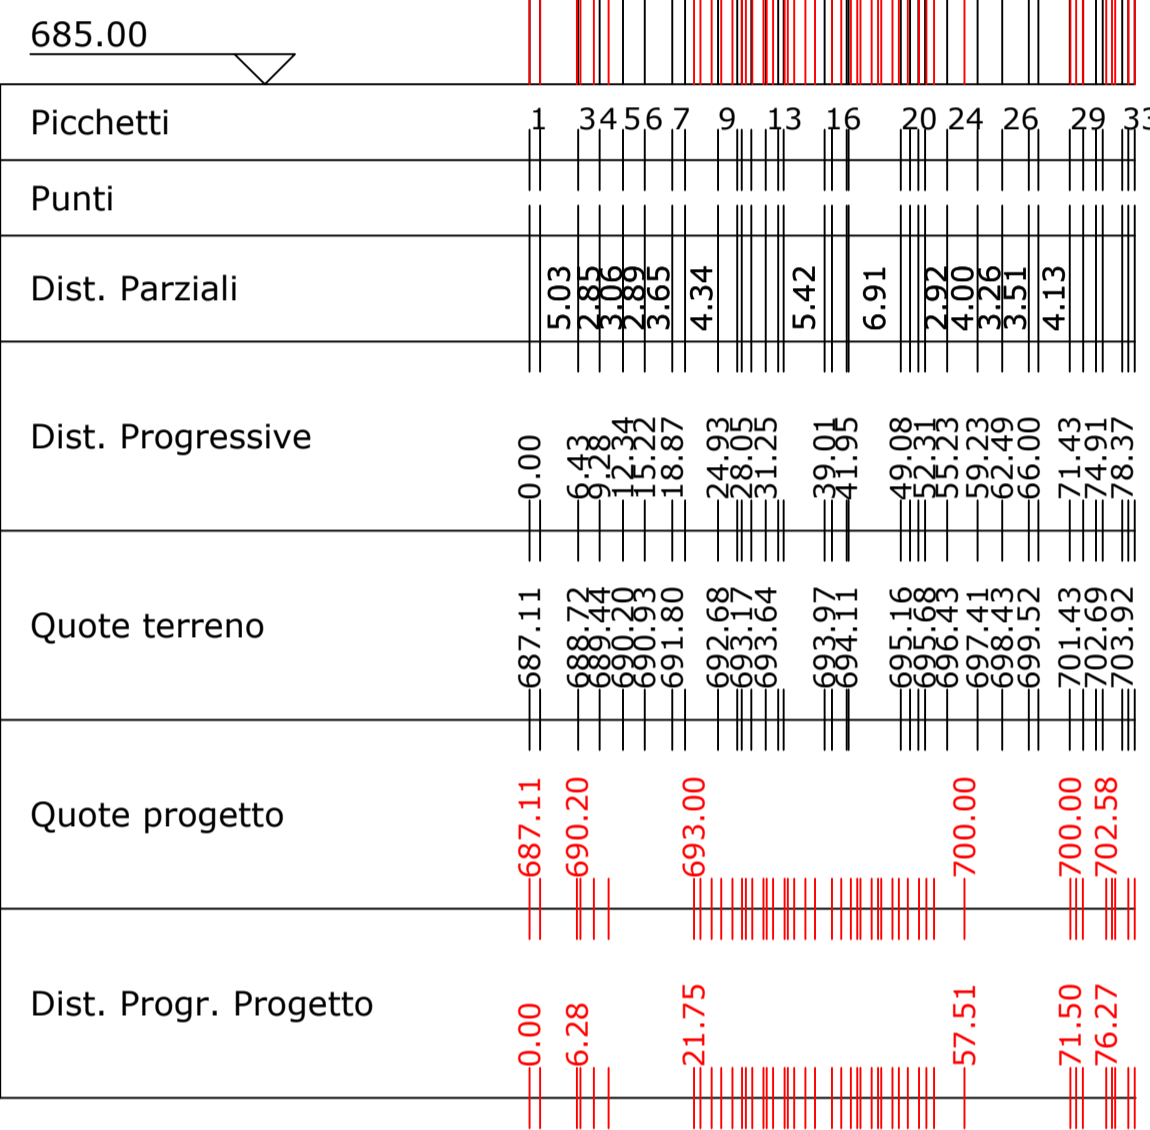 685.00
Picchetti 1 3 4 5 6 7 9 13 16 20 24 26 29 33
Punti
Dist. Parziali 5.03 2.85 3.06 2.89 3.65 4.34 5.42 6.91 2.92 4.00 3.26 3.51 4.13
Dist. Progressive 0.00 6.43 9.28 12.34 15.22 18.87 24.93 28.05 31.25 39.01 41.95 49.08 52.31 55.23 59.23 62.49 66.00 71.43 74.91 78.37
Quote terreno 687.11 688.72 689.44 690.20 690.93 691.80 692.68 693.17 693.64 693.97 694.11 695.16 695.68 696.43 697.41 698.43 699.52 701.43 702.69 703.92
Quote progetto 687.11 690.20 693.00 700.00 700.00 702.58
Dist. Progr. Progetto 0.00 6.28 21.75 57.51 71.50 76.27